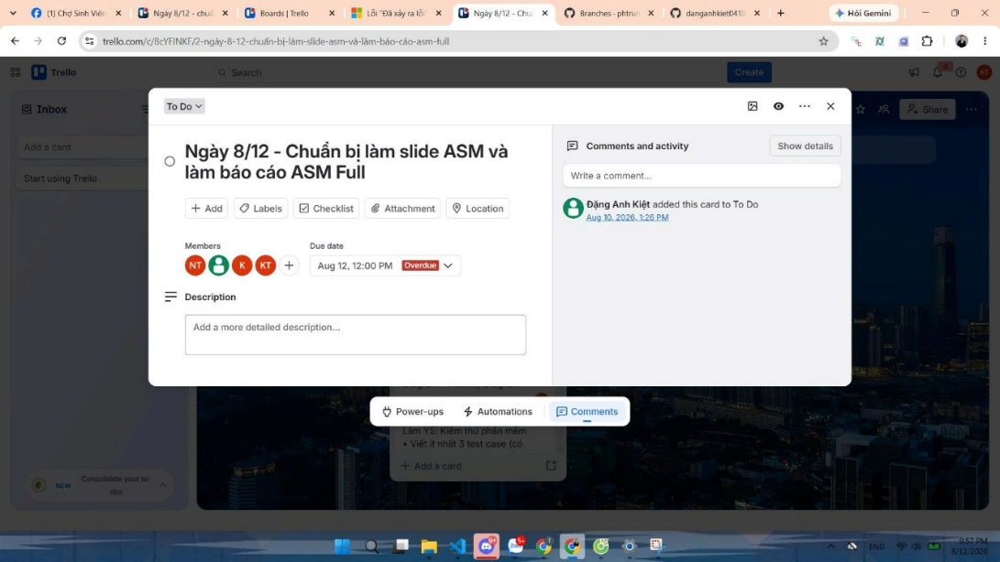 (1) Chợ Sinh Viên
Ngày 8/12 - chuẩ
Boards | Trello
Lỗi "Đã xảy ra lỗi"
Ngày 8/12 - Chu
Branches - phtrun
danganhkiet0410
Hỏi Gemini
trello.com/c/8cYFINKF/2-ngày-8-12-chuẩn-bị-làm-slide-asm-và-làm-báo-cáo-asm-full
Trello
Search
Create
4
KT
Inbox
Share
Add a card
Start using Trello
NEW
Consolidate your to-
dos
To Do
Ngày 8/12 - Chuẩn bị làm slide ASM và
làm báo cáo ASM Full
Add
Labels
Checklist
Attachment
Location
Members
Due date
NT
K
KT
Aug 12, 12:00 PM
Overdue
Description
Add a more detailed description...
Comments and activity
Show details
Write a comment...
Đặng Anh Kiệt added this card to To Do
Aug 10, 2026, 1:26 PM
Power-ups
Automations
Comments
Làm Y5: Kiểm thử phần mềm
• Viết ít nhất 3 test case (có
Add a card
9+
5+
ENG
9:57 PM
8/12/2026